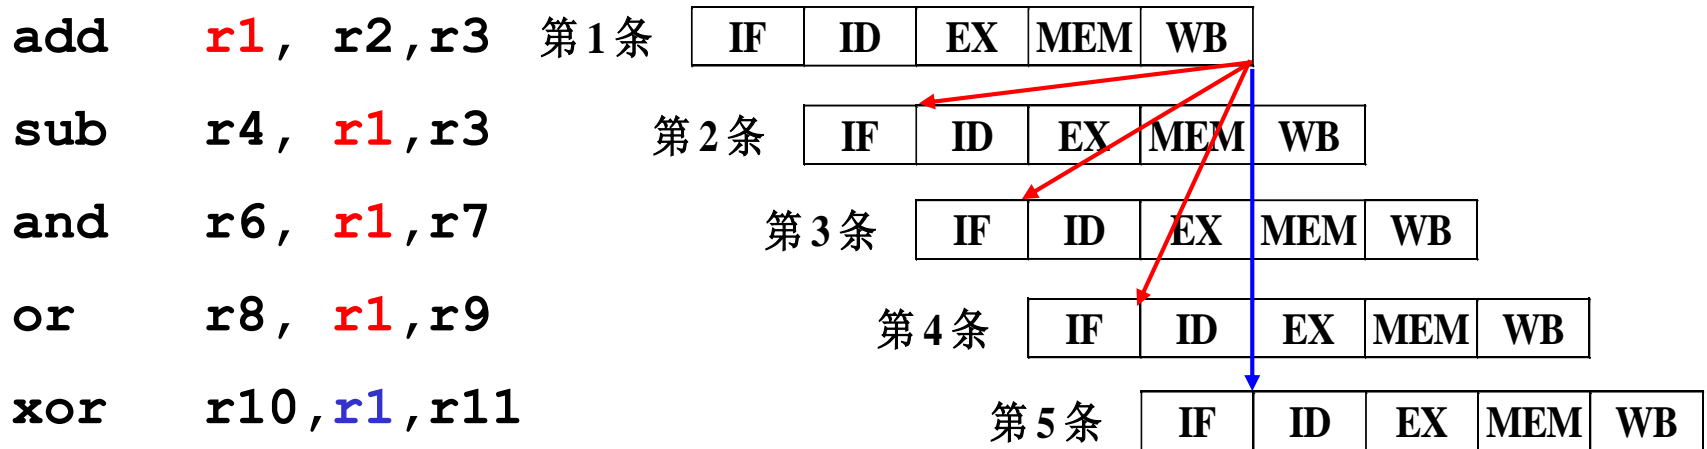 add r1, r2,r3 第1条 IF ID EX MEM WB
sub r4, r1,r3 第2条 IF ID EX MEM WB
and r6, r1,r7 第3条 IF ID EX MEM WB
or r8, r1,r9 第4条 IF ID EX MEM WB
xor r10,r1,r11 第5条 IF ID EX MEM WB